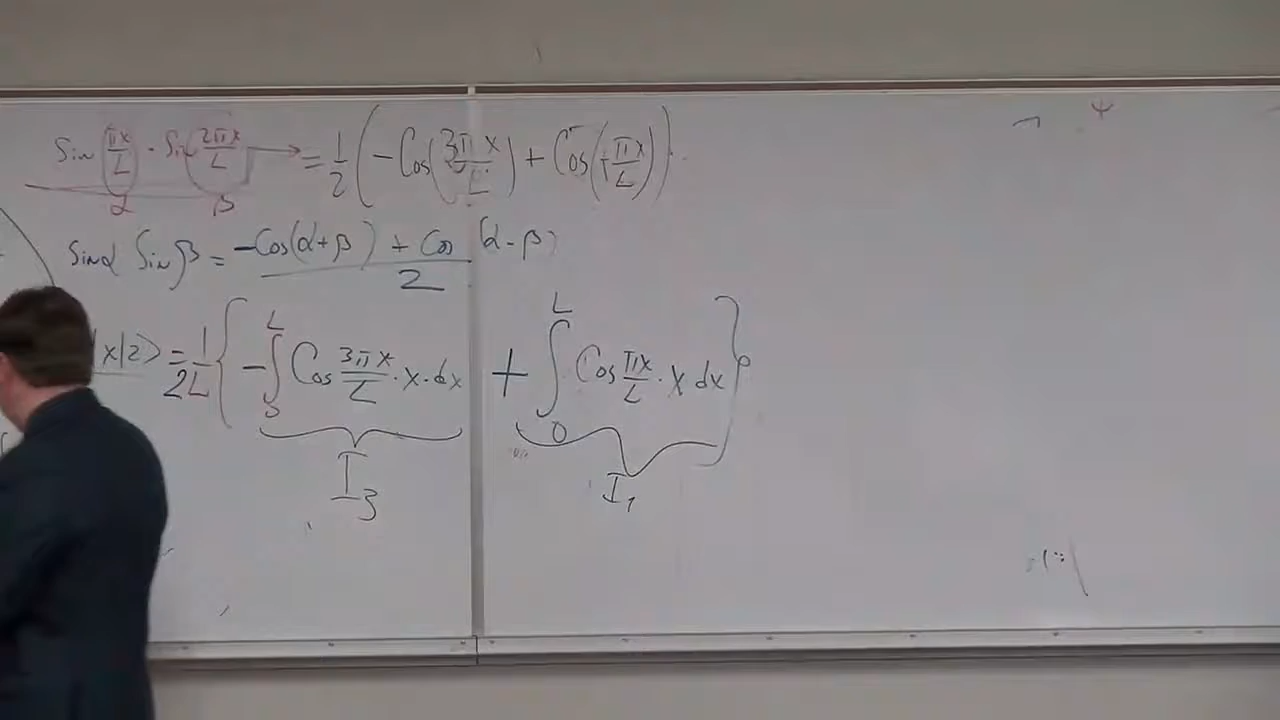 Sin(πx/L) · Sin(2πx/L) → = 1/2 (−Cos(3πx/L) + Cos(+πx/L))
α β
Sinα Sinβ = −Cos(α+β) + Cos(α−β) / 2
|x|2> = 1/2L { −∫₀ᴸ Cos 3πx/L · x · dx + ∫₀ᴸ Cos πx/L · x dx }
I₃ I₁
ψ